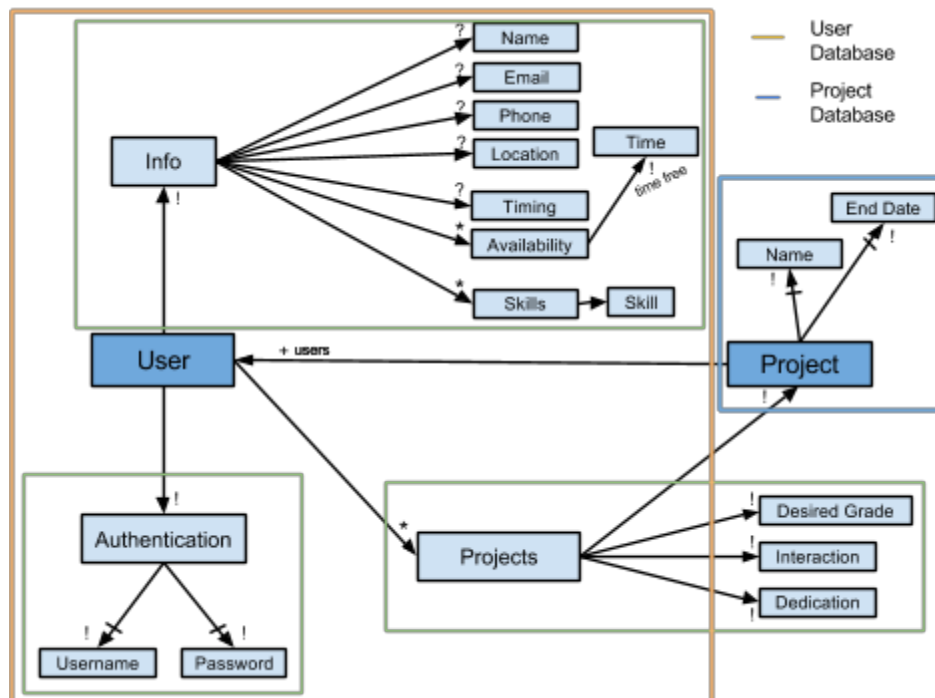 ? Name
? Email
? Phone
? Location
Info
!
Time
!
time free
? Timing
* Availability
* Skills
Skill
User
Database
Project
Database
End Date
!
Name
!
User
+ users
Project
!
!
Authentication
!
!
Username
Password
*
Projects
!
Desired Grade
!
Interaction
!
Dedication